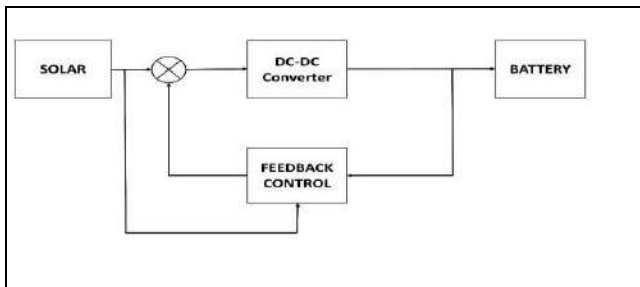 SOLAR
DC-DC
Converter
BATTERY
FEEDBACK
CONTROL